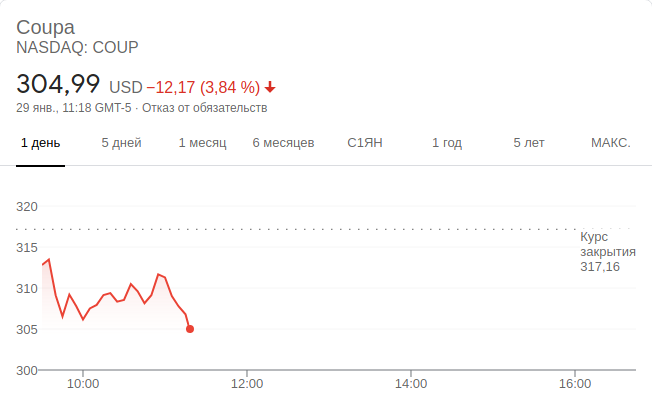 Coupa
NASDAQ: COUP
304,99 USD −12,17 (3,84 %)
29 янв., 11:18 GMT-5 · Отказ от обязательств
1 день 5 дней 1 месяц 6 месяцев С1ЯН 1 год 5 лет МАКС.
320
Курс
315 закрытия
317,16
310
305
300
10:00 12:00 14:00 16:00